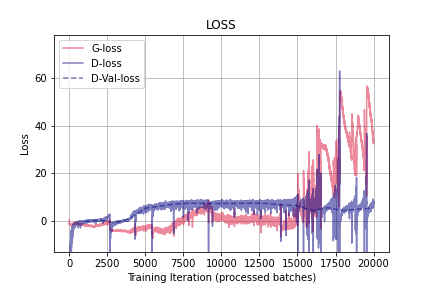 LOSS
G-loss
D-loss
D-Val-loss
Loss
60
40
20
0
0 2500 5000 7500 10000 12500 15000 17500 20000
Training Iteration (processed batches)